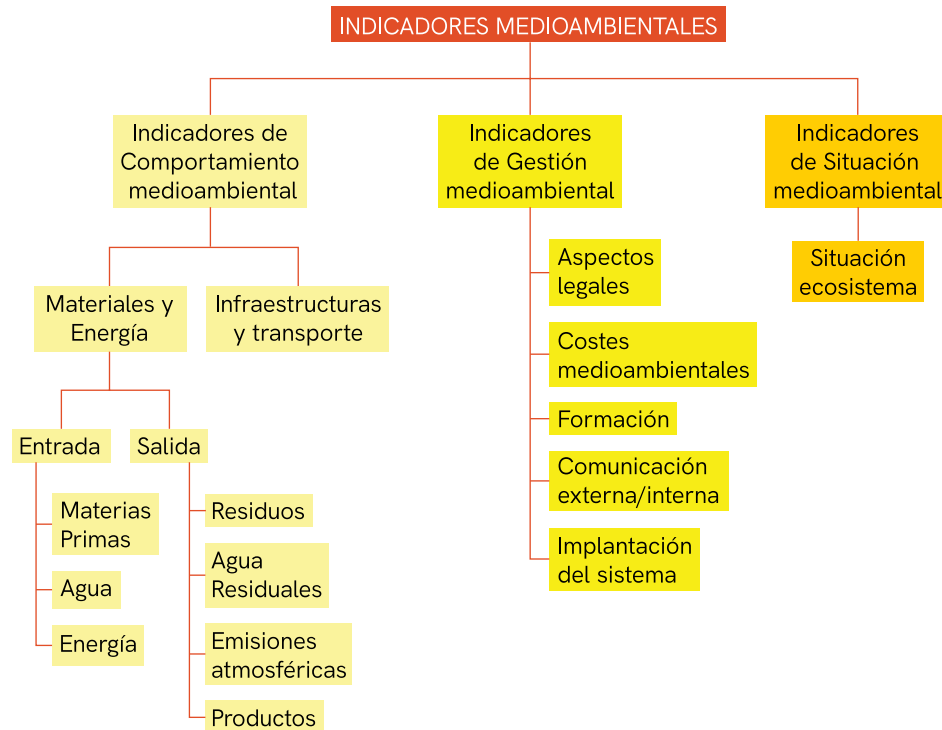 INDICADORES MEDIOAMBIENTALES
Indicadores de
Comportamiento
medioambiental
Indicadores
de Gestión
medioambiental
Indicadores
de Situación
medioambiental
Materiales y
Energía
Infraestructuras
y transporte
Entrada
Salida
Materias
Primas
Agua
Energía
Residuos
Agua
Residuales
Emisiones
atmosféricas
Productos
Aspectos
legales
Costes
medioambientales
Formación
Comunicación
externa/interna
Implantación
del sistema
Situación
ecosistema